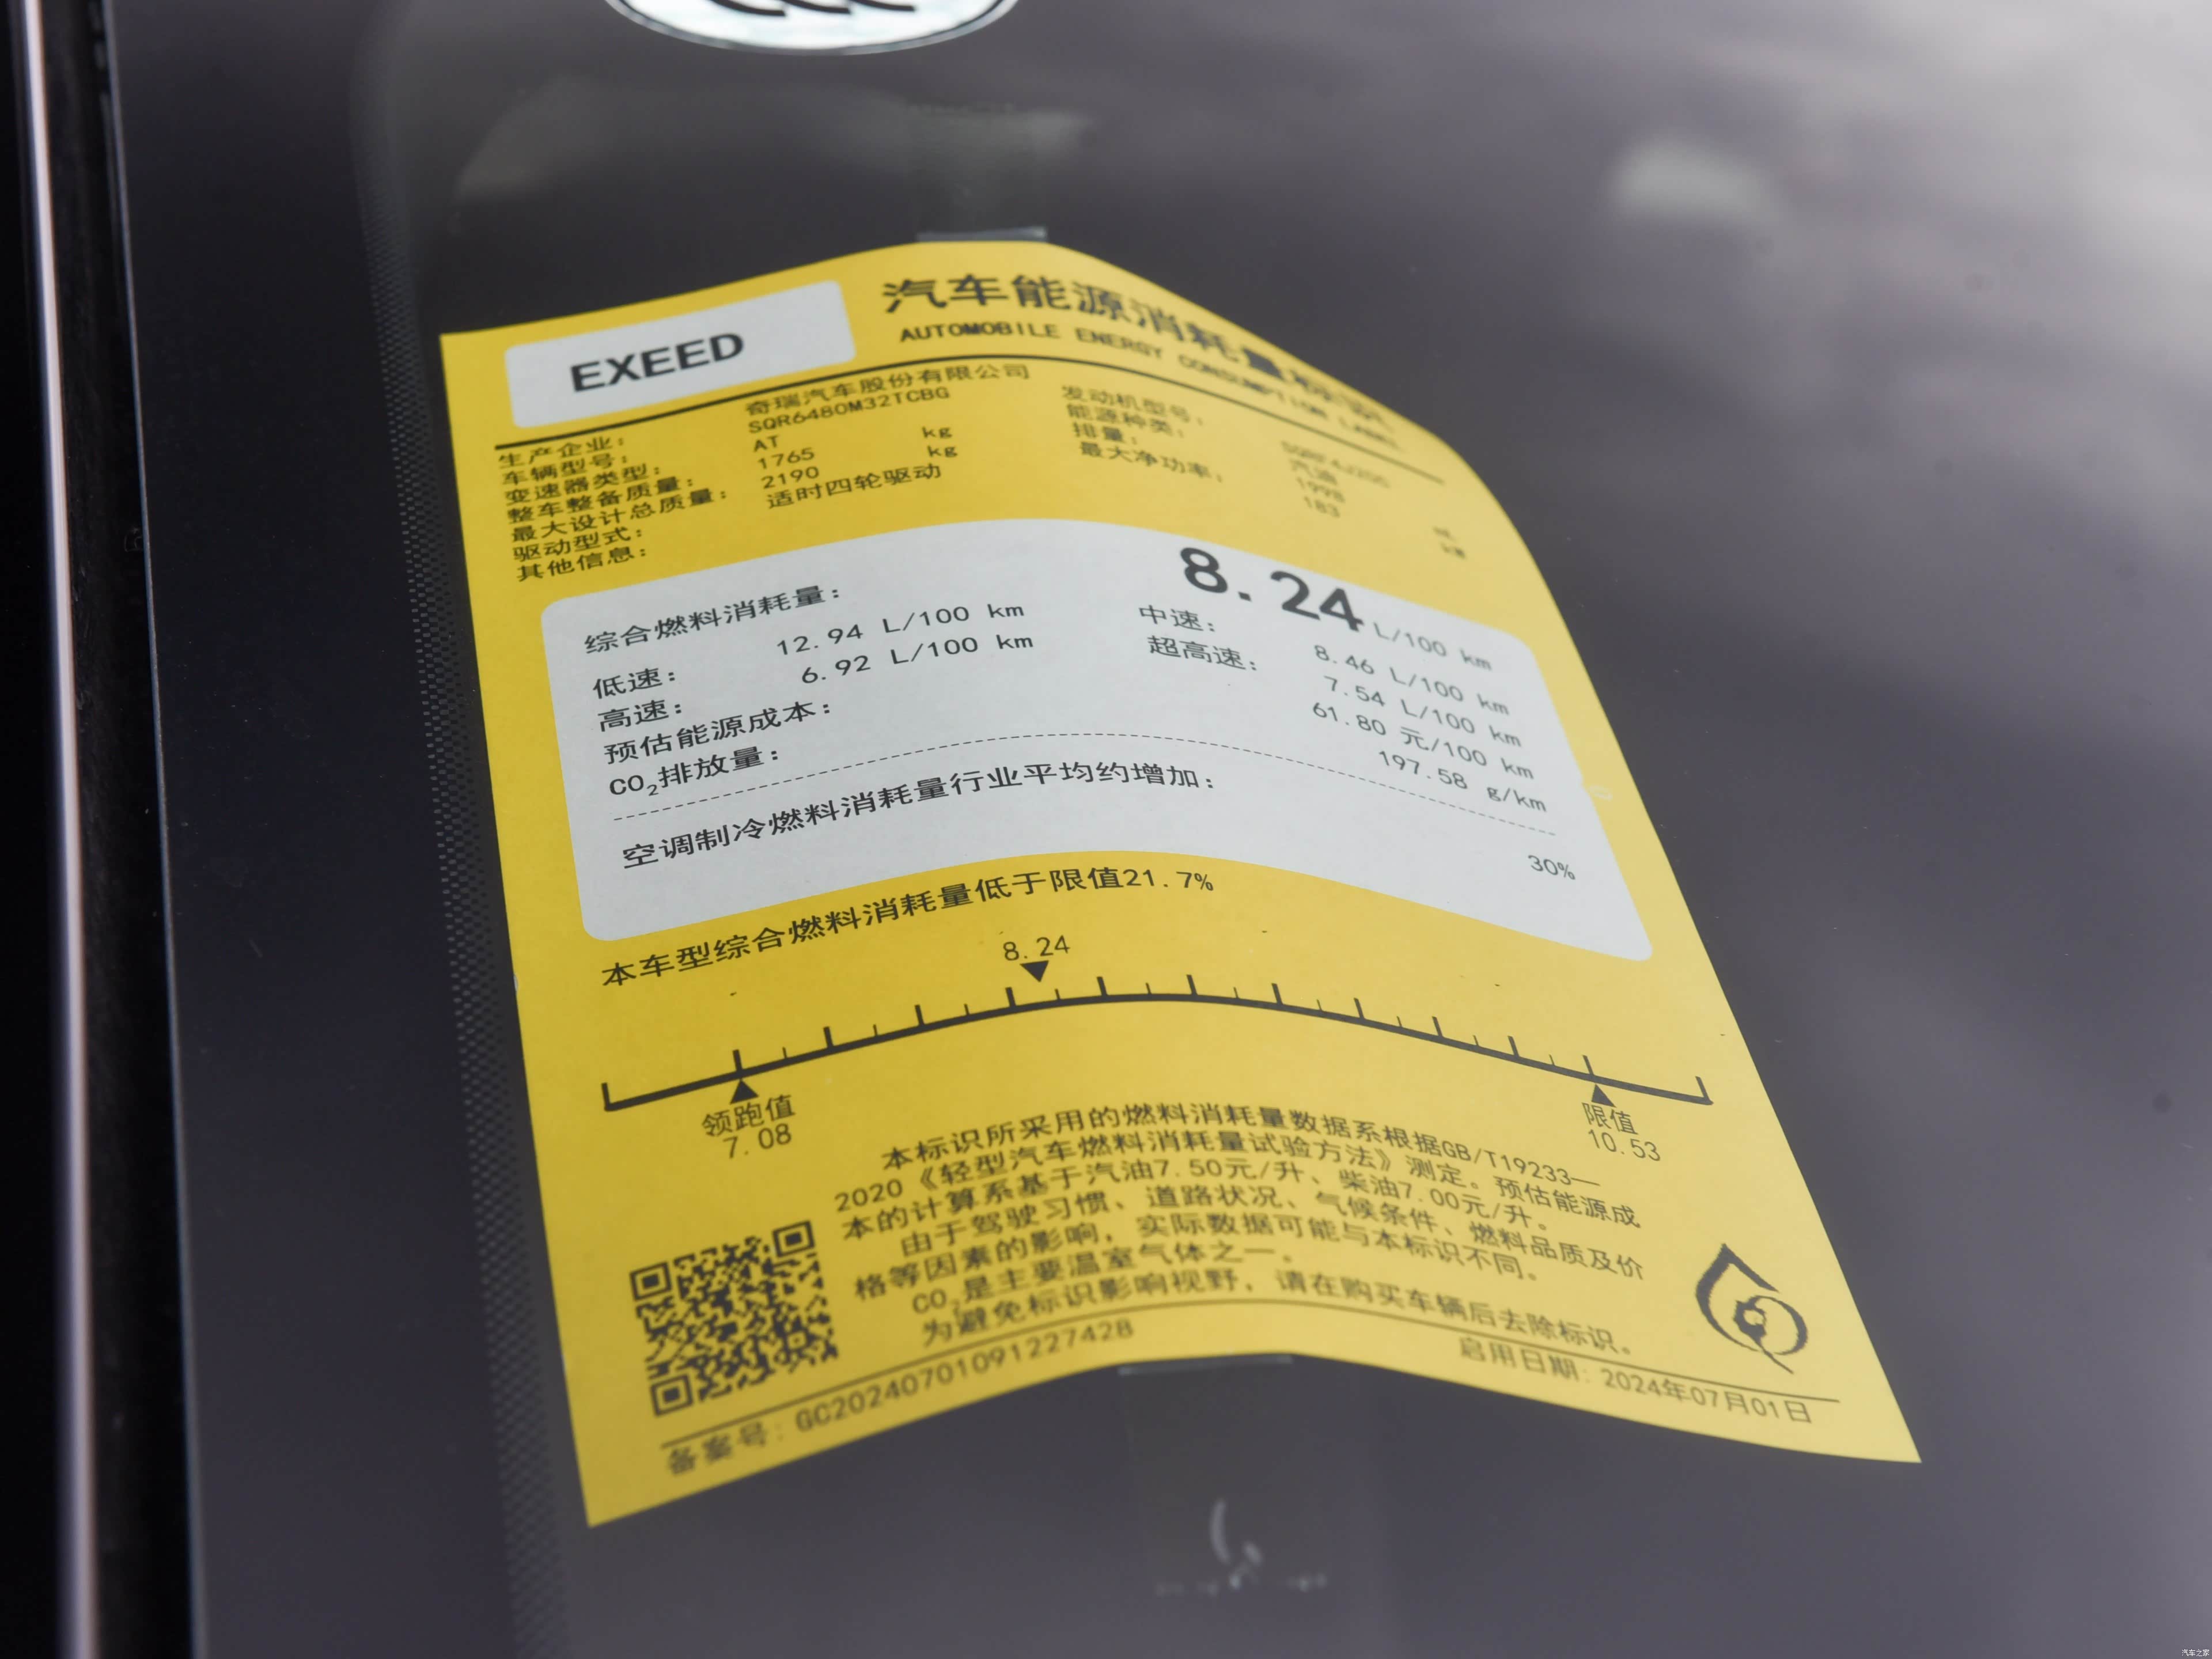 EXEED
汽车能源消耗量标识
AUTOMOBILE ENERGY CONSUMPTION LABEL
生产企业： 奇瑞汽车股份有限公司
车辆型号： SQR6480M32TCBG
变速器类型： AT
整车整备质量： 1765 kg
最大设计总质量： 2190 kg
驱动型式： 适时四轮驱动
其他信息：
发动机型号：
能源种类： 汽油
排量： 1998 mL
最大净功率： 183 kW
综合燃料消耗量： 8.24 L/100 km
低速： 12.94 L/100 km 中速： 8.46 L/100 km
高速： 6.92 L/100 km 超高速： 7.54 L/100 km
预估能源成本： 61.80 元/100 km
CO₂排放量： 197.58 g/km
空调制冷燃料消耗量行业平均约增加： 30%
本车型综合燃料消耗量低于限值21.7%
8.24
领跑值
7.08
限值
10.53
本标识所采用的燃料消耗量数据系根据GB/T19233—
2020《轻型汽车燃料消耗量试验方法》测定。预估能源成
本的计算系基于汽油7.50元/升、柴油7.00元/升。
由于驾驶习惯、道路状况、气候条件、燃料品质及价
格等因素的影响，实际数据可能与本标识不同。
CO₂是主要温室气体之一。
为避免标识影响视野，请在购买车辆后去除标识。
备案号：GC20240701091227428 启用日期：2024年07月01日
汽车之家